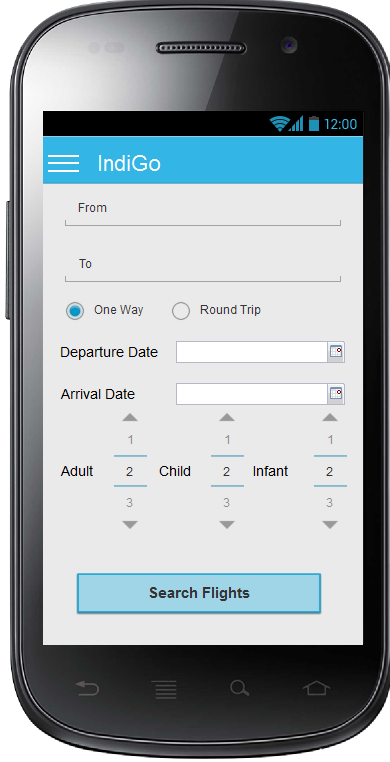 12:00
IndiGo
From
To
One Way Round Trip
Departure Date
Arrival Date
1 1 1
Adult 2 Child 2 Infant 2
3 3 3
Search Flights